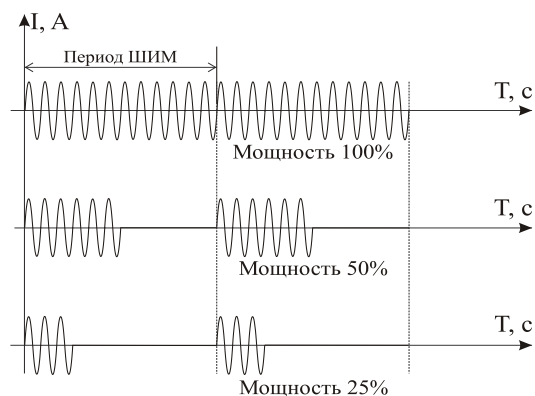 I, А
Период ШИМ
Т, с
Мощность 100%
Т, с
Мощность 50%
Т, с
Мощность 25%